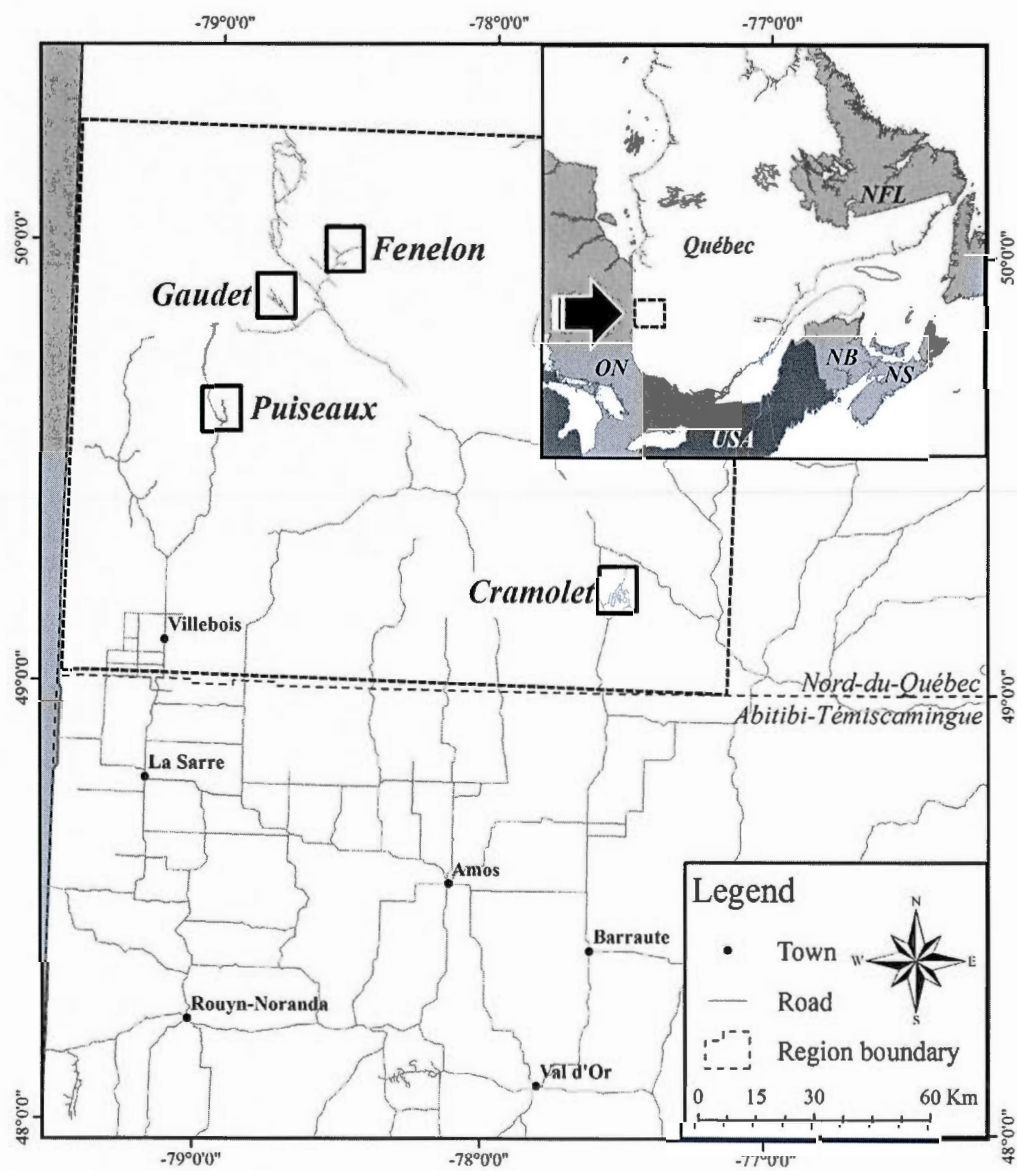 -79°0'0"
-78°0'0"
-77°0'0"
50°0'0"
50°0'0"
NFL
Québec
ON
NB
NS
USA
Fenelon
Gaudet
Puiseaux
Cramolet
Villebois
49°0'0"
49°0'0"
Nord-du-Québec
Abitibi-Témiscamingue
La Sarre
Amos
Barraute
Rouyn-Noranda
Val d'Or
Legend
N
W
E
S
Town
Road
Region boundary
0 15 30 60 Km
48°0'0"
48°0'0"
-79°0'0"
-78°0'0"
-77°0'0"